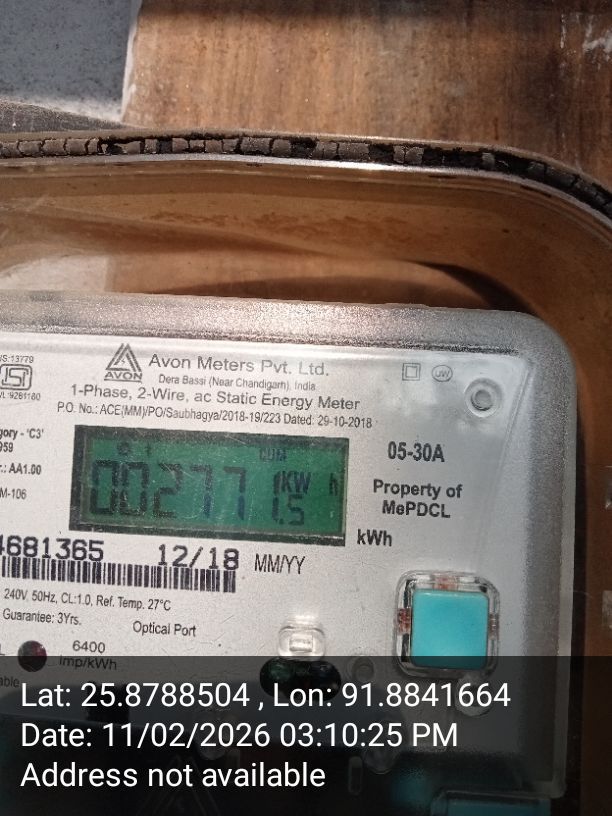 IS:13779
ISI
AVON
Avon Meters Pvt. Ltd.
Dera Bassi (Near Chandigarh), India
UW
1-Phase, 2-Wire, ac Static Energy Meter
P.O. No.: ACE(MM)/PO/Saubhagya/2018-19/223 Dated: 29-10-2018
gory - 'C3'
959
r.: AA1.00
M-106
CUM
002771.5
KW h
05-30A
Property of
MePDCL
kWh
4681365 12/18 MM/YY
240V, 50Hz, CL:1.0, Ref. Temp. 27°C
Guarantee: 3Yrs.
Optical Port
6400
imp/kWh
able
Lat: 25.8788504 , Lon: 91.8841664
Date: 11/02/2026 03:10:25 PM
Address not available